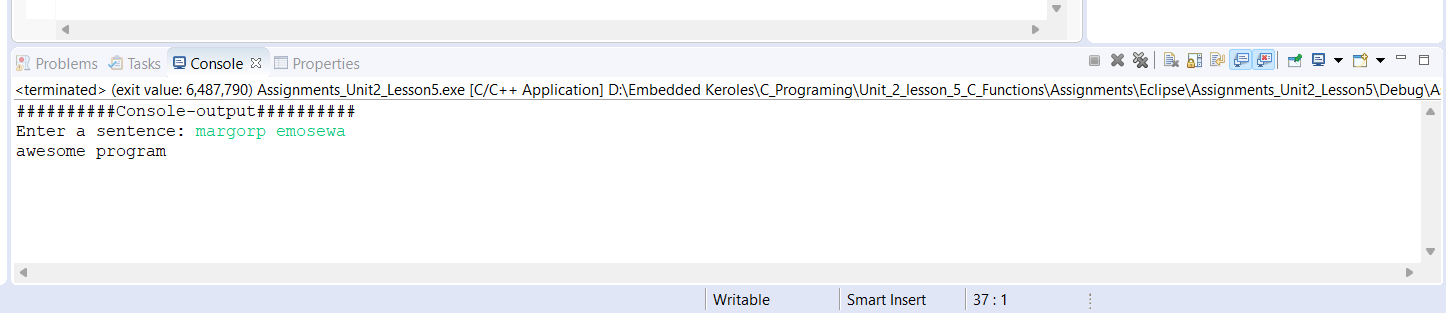 Problems Tasks Console Properties
<terminated> (exit value: 6,487,790) Assignments_Unit2_Lesson5.exe [C/C++ Application] D:\Embedded Keroles\C_Programing\Unit_2_lesson_5_C_Functions\Assignments\Eclipse\Assignments_Unit2_Lesson5\Debug\A
##########Console-output##########
Enter a sentence: margorp emosewa
awesome program
Writable Smart Insert 37 : 1